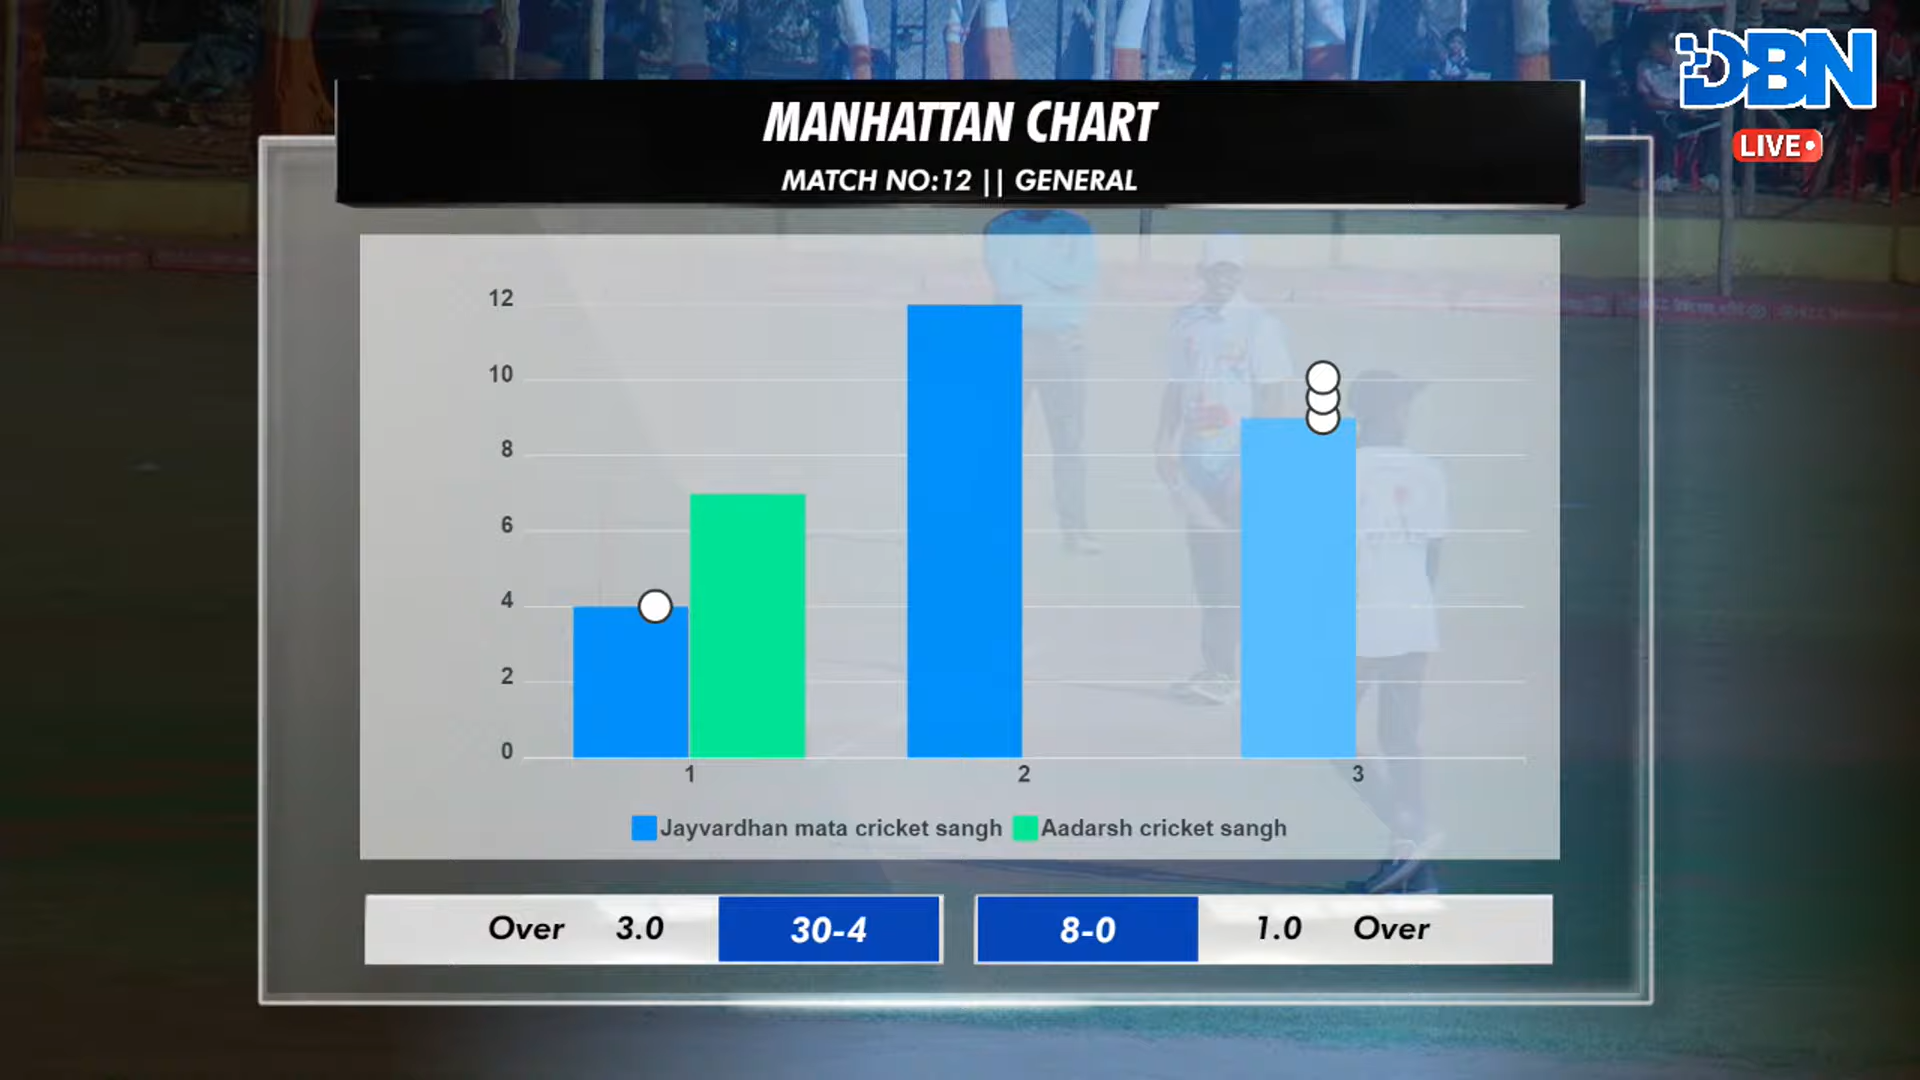 DBN
LIVE
MANHATTAN CHART
MATCH NO:12 || GENERAL
12
10
8
6
4
2
0
1 2 3
Jayvardhan mata cricket sangh Aadarsh cricket sangh
Over 3.0 30-4 8-0 1.0 Over